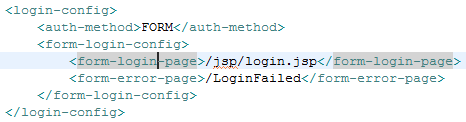 <login-config>
<auth-method>FORM</auth-method>
<form-login-config>
<form-login-page>/jsp/login.jsp</form-login-page>
<form-error-page>/LoginFailed</form-error-page>
</form-login-config>
</login-config>